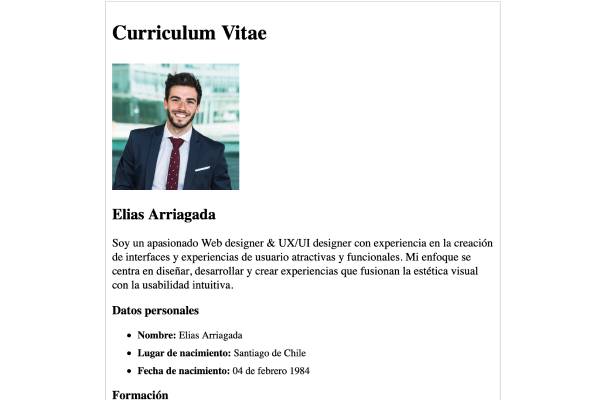 Curriculum Vitae
Elias Arriagada
Soy un apasionado Web designer & UX/UI designer con experiencia en la creación
de interfaces y experiencias de usuario atractivas y funcionales. Mi enfoque se
centra en diseñar, desarrollar y crear experiencias que fusionan la estética visual
con la usabilidad intuitiva.
Datos personales
• Nombre: Elias Arriagada
• Lugar de nacimiento: Santiago de Chile
• Fecha de nacimiento: 04 de febrero 1984
Formación